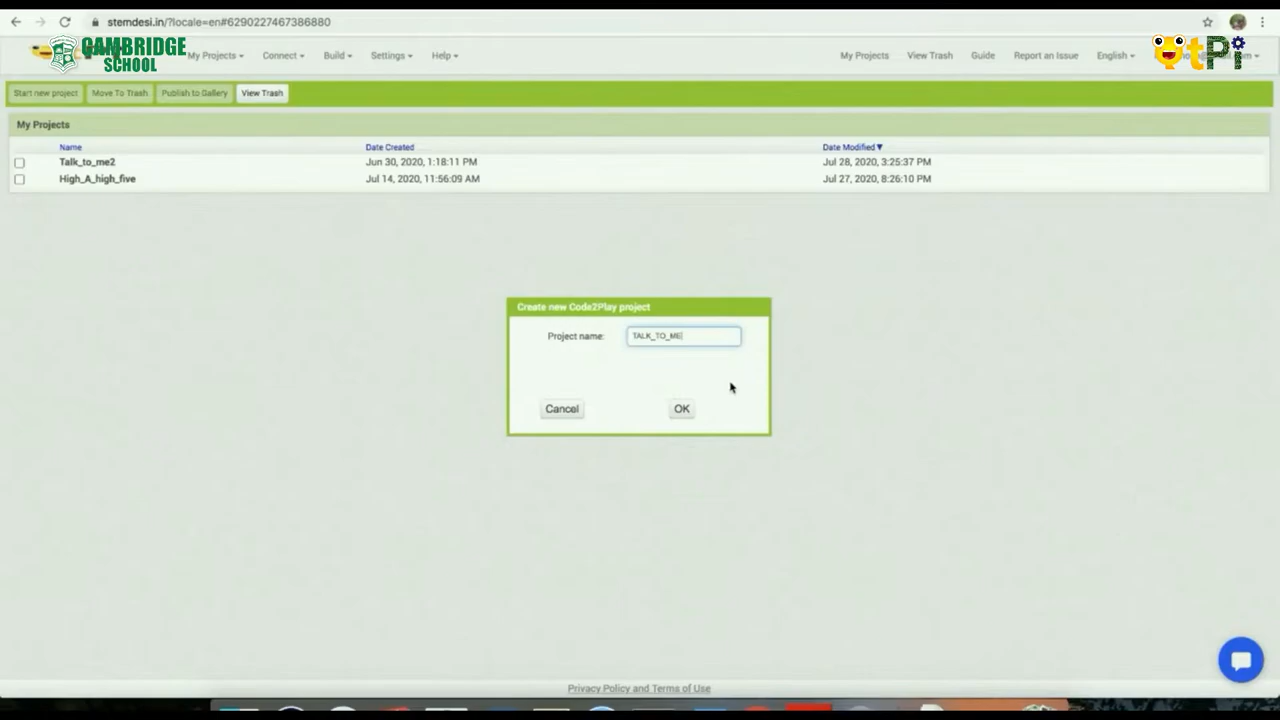 stemdesi.in/?locale=en#6290227467386880
CAMBRIDGE
SCHOOL
My Projects Connect Build Settings Help My Projects View Trash Guide Report an Issue English
tPi
Start new project Move To Trash Publish to Gallery View Trash
My Projects
Name Date Created Date Modified
Talk_to_me2 Jun 30, 2020, 1:18:11 PM Jul 28, 2020, 3:25:37 PM
High_A_high_five Jul 14, 2020, 11:56:09 AM Jul 27, 2020, 8:26:10 PM
Create new Code2Play project
Project name: TALK_TO_ME
Cancel OK
Privacy Policy and Terms of Use